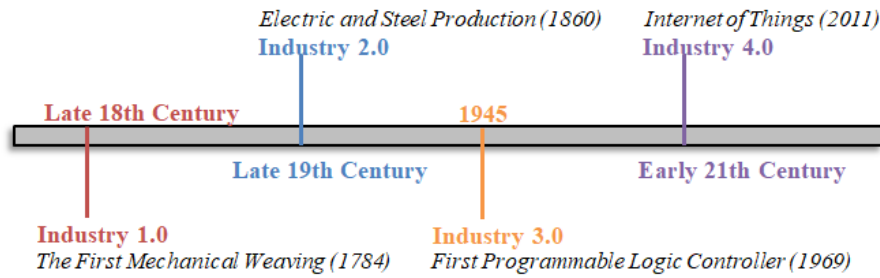 Electric and Steel Production (1860)
Internet of Things (2011)
Industry 2.0
Industry 4.0
Late 18th Century
1945
Late 19th Century
Early 21th Century
Industry 1.0
Industry 3.0
The First Mechanical Weaving (1784)
First Programmable Logic Controller (1969)